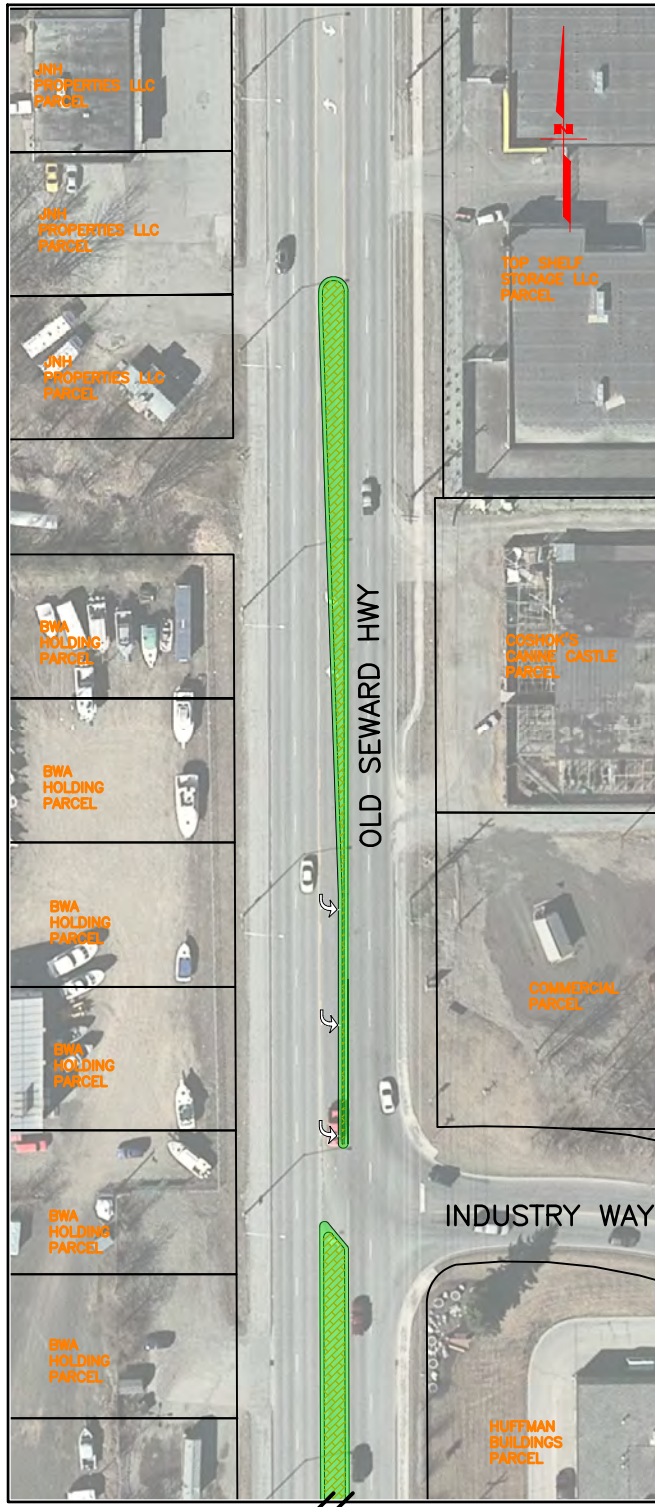 JNH
PROPERTIES LLC
PARCEL
N
JNH
PROPERTIES LLC
PARCEL
TOP SHELF
STORAGE LLC
PARCEL
JNH
PROPERTIES LLC
PARCEL
OLD SEWARD HWY
BWA
HOLDING
PARCEL
COSHOK'S
CANINE CASTLE
PARCEL
BWA
HOLDING
PARCEL
BWA
HOLDING
PARCEL
COMMERCIAL
PARCEL
BWA
HOLDING
PARCEL
BWA
HOLDING
PARCEL
INDUSTRY WAY
BWA
HOLDING
PARCEL
HUFFMAN
BUILDINGS
PARCEL